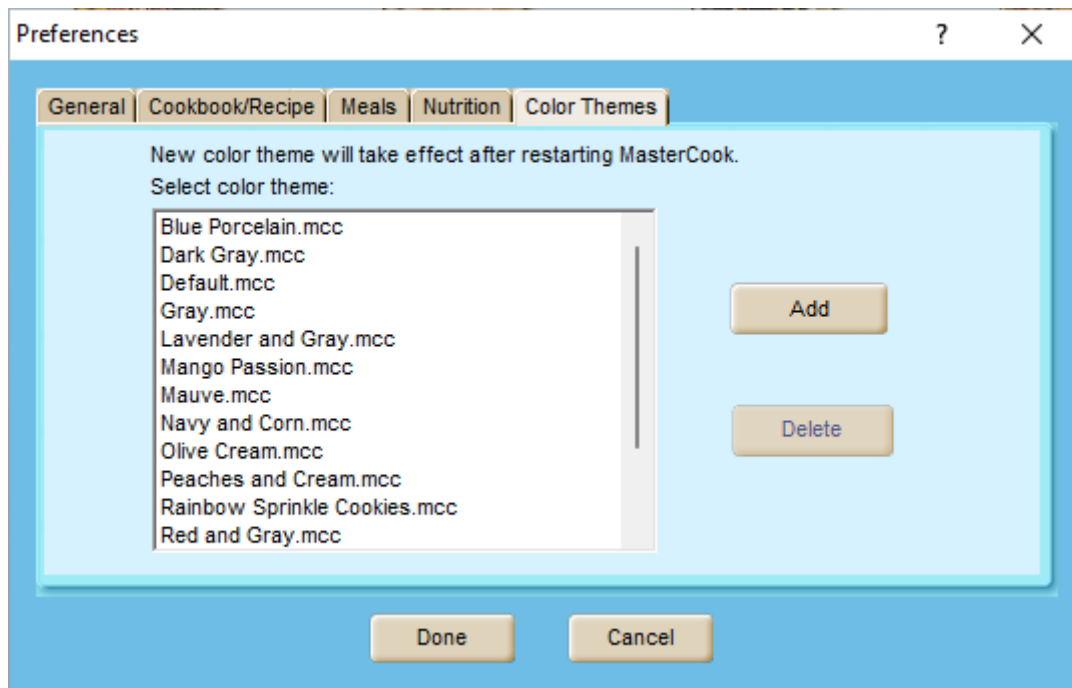 Preferences
?
General Cookbook/Recipe Meals Nutrition Color Themes
New color theme will take effect after restarting MasterCook.
Select color theme:
Blue Porcelain.mcc
Dark Gray.mcc
Default.mcc
Gray.mcc
Lavender and Gray.mcc
Mango Passion.mcc
Mauve.mcc
Navy and Corn.mcc
Olive Cream.mcc
Peaches and Cream.mcc
Rainbow Sprinkle Cookies.mcc
Red and Gray.mcc
Add
Delete
Done Cancel